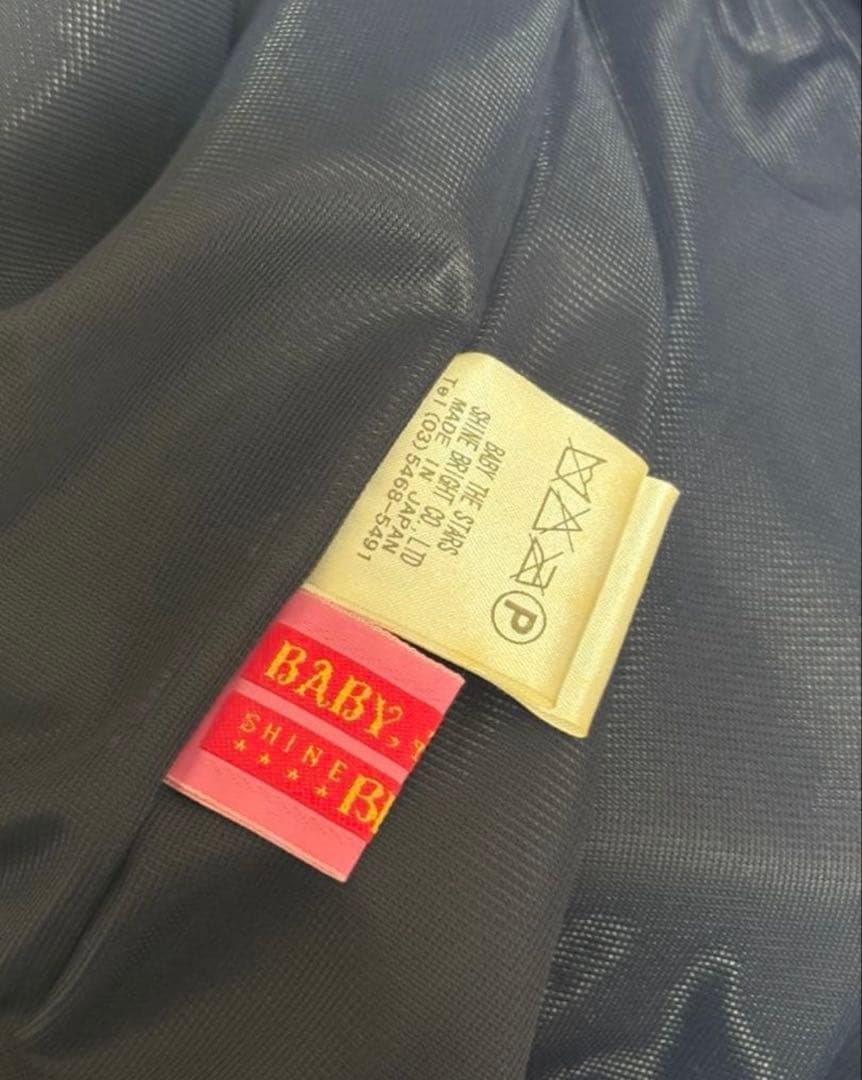 P
BABY THE STARS
SHINE BRIGHT CO., LTD
MADE IN JAPAN
Tel (03) 5468-5491
BABY,
SHINE